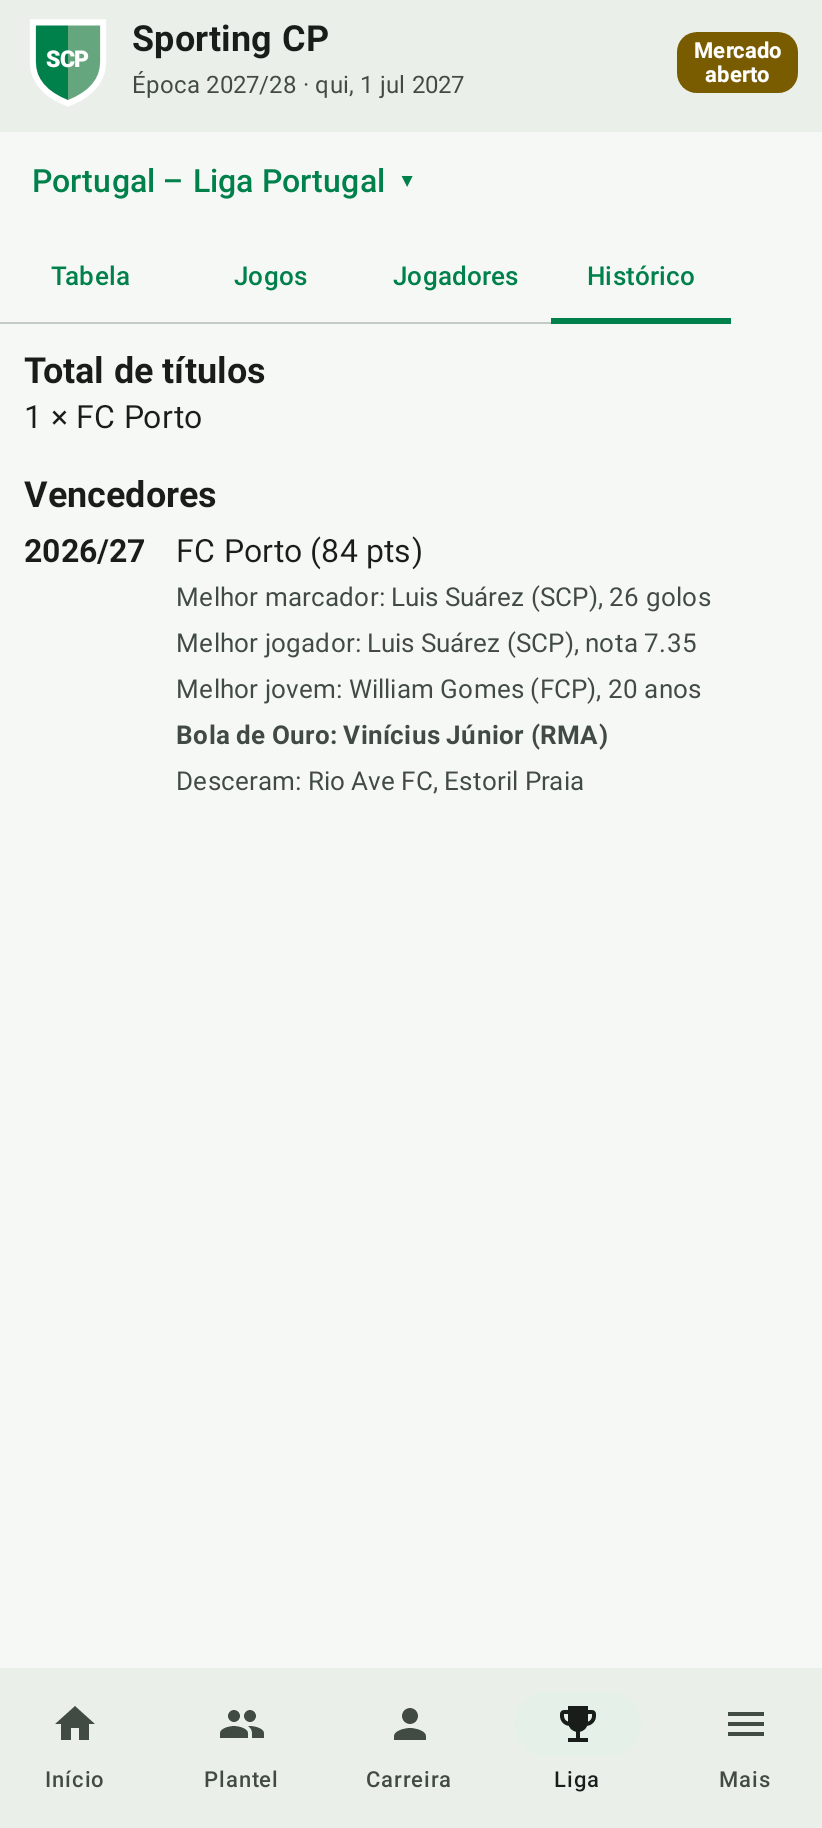 SCP
Sporting CP
Época 2027/28 · qui, 1 jul 2027
Mercado
aberto
Portugal – Liga Portugal ▼
Tabela
Jogos
Jogadores
Histórico
Total de títulos
1 × FC Porto
Vencedores
2026/27 FC Porto (84 pts)
Melhor marcador: Luis Suárez (SCP), 26 golos
Melhor jogador: Luis Suárez (SCP), nota 7.35
Melhor jovem: William Gomes (FCP), 20 anos
Bola de Ouro: Vinícius Júnior (RMA)
Desceram: Rio Ave FC, Estoril Praia
Início
Plantel
Carreira
Liga
Mais